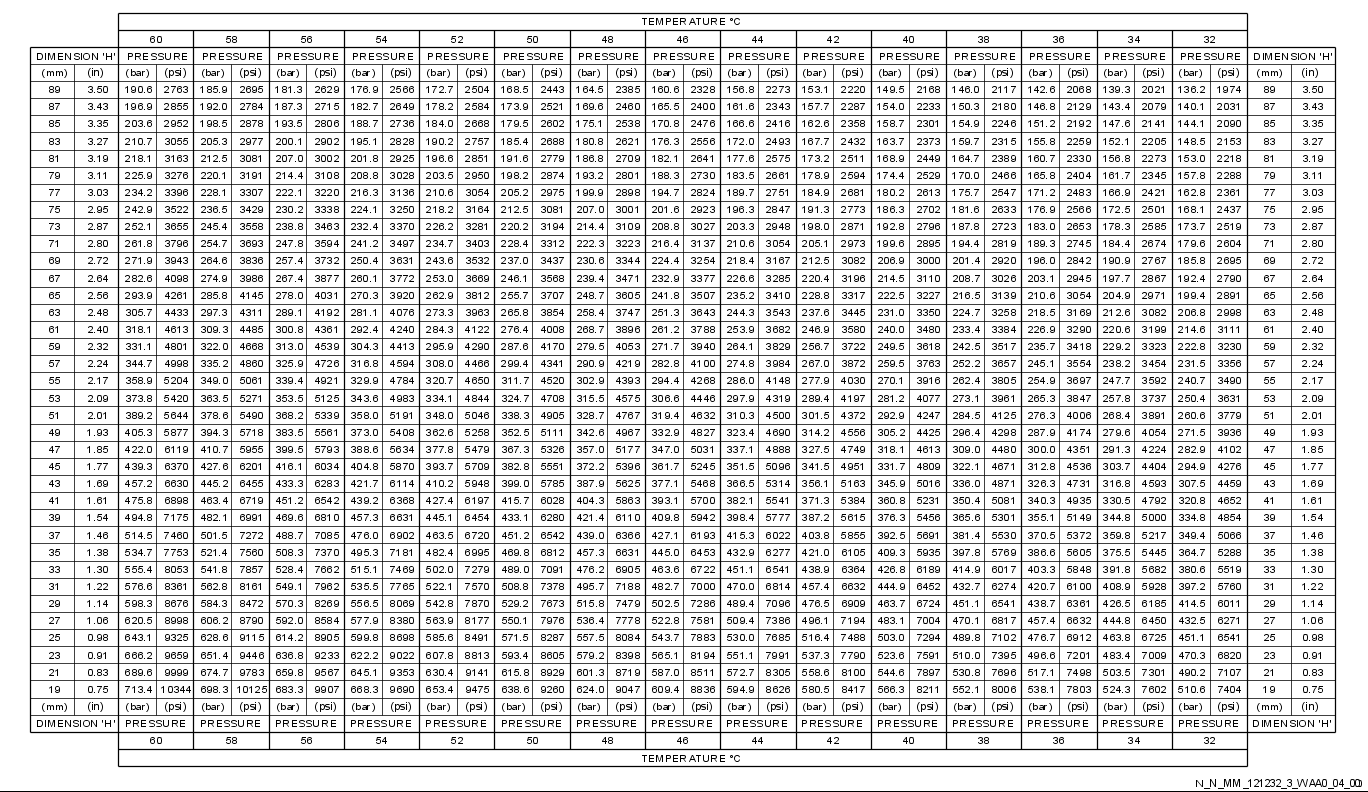 TEMPERATURE °C
60 58 56 54 52 50 48 46 44 42 40 38 36 34 32
DIMENSION 'H' PRESSURE PRESSURE PRESSURE PRESSURE PRESSURE PRESSURE PRESSURE PRESSURE PRESSURE PRESSURE PRESSURE PRESSURE PRESSURE PRESSURE PRESSURE DIMENSION 'H'
(mm) (in) (bar) (psi) (bar) (psi) (bar) (psi) (bar) (psi) (bar) (psi) (bar) (psi) (bar) (psi) (bar) (psi) (bar) (psi) (bar) (psi) (bar) (psi) (bar) (psi) (bar) (psi) (bar) (psi) (bar) (psi) (mm) (in)
89 3.50 190.6 2763 185.9 2695 181.3 2629 176.9 2566 172.7 2504 168.5 2443 164.5 2385 160.6 2328 156.8 2273 153.1 2220 149.5 2168 146.0 2117 142.6 2068 139.3 2021 136.2 1974 89 3.50
87 3.43 196.9 2855 192.0 2784 187.3 2715 182.7 2649 178.2 2584 173.9 2521 169.6 2460 165.5 2400 161.6 2343 157.7 2287 154.0 2233 150.3 2180 146.8 2129 143.4 2079 140.1 2031 87 3.43
85 3.35 203.6 2952 198.5 2878 193.5 2806 188.7 2736 184.0 2668 179.5 2602 175.1 2538 170.8 2476 166.6 2416 162.6 2358 158.7 2301 154.9 2246 151.2 2192 147.6 2141 144.1 2090 85 3.35
83 3.27 210.7 3055 205.3 2977 200.1 2902 195.1 2828 190.2 2757 185.4 2688 180.8 2621 176.3 2556 172.0 2493 167.7 2432 163.7 2373 159.7 2315 155.8 2259 152.1 2205 148.5 2153 83 3.27
81 3.19 218.1 3163 212.5 3081 207.0 3002 201.8 2925 196.6 2851 191.6 2779 186.8 2709 182.1 2641 177.6 2575 173.2 2511 168.9 2449 164.7 2389 160.7 2330 156.8 2273 153.0 2218 81 3.19
79 3.11 225.9 3276 220.1 3191 214.4 3108 208.8 3028 203.5 2950 198.2 2874 193.2 2801 188.3 2730 183.5 2661 178.9 2594 174.4 2529 170.0 2466 165.8 2404 161.7 2345 157.8 2288 79 3.11
77 3.03 234.2 3396 228.1 3307 222.1 3220 216.3 3136 210.6 3054 205.2 2975 199.9 2898 194.7 2824 189.7 2751 184.9 2681 180.2 2613 175.7 2547 171.2 2483 166.9 2421 162.8 2361 77 3.03
75 2.95 242.9 3522 236.5 3429 230.2 3338 224.1 3250 218.2 3164 212.5 3081 207.0 3001 201.6 2923 196.3 2847 191.3 2773 186.3 2702 181.6 2633 176.9 2566 172.5 2501 168.1 2437 75 2.95
73 2.87 252.1 3655 245.4 3558 238.8 3463 232.4 3370 226.2 3281 220.2 3194 214.4 3109 208.8 3027 203.3 2948 198.0 2871 192.8 2796 187.8 2723 183.0 2653 178.3 2585 173.7 2519 73 2.87
71 2.80 261.8 3796 254.7 3693 247.8 3594 241.2 3497 234.7 3403 228.4 3312 222.3 3223 216.4 3137 210.6 3054 205.1 2973 199.6 2895 194.4 2819 189.3 2745 184.4 2674 179.6 2604 71 2.80
69 2.72 271.9 3943 264.6 3836 257.4 3732 250.4 3631 243.6 3532 237.0 3437 230.6 3344 224.4 3254 218.4 3167 212.5 3082 206.9 3000 201.4 2920 196.0 2842 190.9 2767 185.8 2695 69 2.72
67 2.64 282.6 4098 274.9 3986 267.4 3877 260.1 3772 253.0 3669 246.1 3568 239.4 3471 232.9 3377 226.6 3285 220.4 3196 214.5 3110 208.7 3026 203.1 2945 197.7 2867 192.4 2790 67 2.64
65 2.56 293.9 4261 285.8 4145 278.0 4031 270.3 3920 262.9 3812 255.7 3707 248.7 3605 241.8 3507 235.2 3410 228.8 3317 222.5 3227 216.5 3139 210.6 3054 204.9 2971 199.4 2891 65 2.56
63 2.48 305.7 4433 297.3 4311 289.1 4192 281.1 4076 273.3 3963 265.8 3854 258.4 3747 251.3 3643 244.3 3543 237.6 3445 231.0 3350 224.7 3258 218.5 3169 212.6 3082 206.8 2998 63 2.48
61 2.40 318.1 4613 309.3 4485 300.8 4361 292.4 4240 284.3 4122 276.4 4008 268.7 3896 261.2 3788 253.9 3682 246.9 3580 240.0 3480 233.4 3384 226.9 3290 220.6 3199 214.6 3111 61 2.40
59 2.32 331.1 4801 322.0 4668 313.0 4539 304.3 4413 295.9 4290 287.6 4170 279.5 4053 271.7 3940 264.1 3829 256.7 3722 249.5 3618 242.5 3517 235.7 3418 229.2 3323 222.8 3230 59 2.32
57 2.24 344.7 4998 335.2 4860 325.9 4726 316.8 4594 308.0 4466 299.4 4341 290.9 4219 282.8 4100 274.8 3984 267.0 3872 259.5 3763 252.2 3657 245.1 3554 238.2 3454 231.5 3356 57 2.24
55 2.17 358.9 5204 349.0 5061 339.4 4921 329.9 4784 320.7 4650 311.7 4520 302.9 4393 294.4 4268 286.0 4148 277.9 4030 270.1 3916 262.4 3805 254.9 3697 247.7 3592 240.7 3490 55 2.17
53 2.09 373.8 5420 363.5 5271 353.5 5125 343.6 4983 334.1 4844 324.7 4708 315.5 4575 306.6 4446 297.9 4319 289.4 4197 281.2 4077 273.1 3961 265.3 3847 257.8 3737 250.4 3631 53 2.09
51 2.01 389.2 5644 378.6 5490 368.2 5339 358.0 5191 348.0 5046 338.3 4905 328.7 4767 319.4 4632 310.3 4500 301.5 4372 292.9 4247 284.5 4125 276.3 4006 268.4 3891 260.6 3779 51 2.01
49 1.93 405.3 5877 394.3 5718 383.5 5561 373.0 5408 362.6 5258 352.5 5111 342.6 4967 332.9 4827 323.4 4690 314.2 4556 305.2 4425 296.4 4298 287.9 4174 279.6 4054 271.5 3936 49 1.93
47 1.85 422.0 6119 410.7 5955 399.5 5793 388.6 5634 377.8 5479 367.3 5326 357.0 5177 347.0 5031 337.1 4888 327.5 4749 318.1 4613 309.0 4480 300.0 4351 291.3 4224 282.9 4102 47 1.85
45 1.77 439.3 6370 427.6 6201 416.1 6034 404.8 5870 393.7 5709 382.8 5551 372.2 5396 361.7 5245 351.5 5096 341.5 4951 331.7 4809 322.1 4671 312.8 4536 303.7 4404 294.9 4276 45 1.77
43 1.69 457.2 6630 445.2 6455 433.3 6283 421.7 6114 410.2 5948 399.0 5785 387.9 5625 377.1 5468 366.5 5314 356.1 5163 345.9 5016 336.0 4871 326.3 4731 316.8 4593 307.5 4459 43 1.69
41 1.61 475.8 6898 463.4 6719 451.2 6542 439.2 6368 427.4 6197 415.7 6028 404.3 5863 393.1 5700 382.1 5541 371.3 5384 360.8 5231 350.4 5081 340.3 4935 330.5 4792 320.8 4652 41 1.61
39 1.54 494.8 7175 482.1 6991 469.6 6810 457.3 6631 445.1 6454 433.1 6280 421.4 6110 409.8 5942 398.4 5777 387.2 5615 376.3 5456 365.6 5301 355.1 5149 344.8 5000 334.8 4854 39 1.54
37 1.46 514.5 7460 501.5 7272 488.7 7085 476.0 6902 463.5 6720 451.2 6542 439.0 6366 427.1 6193 415.3 6022 403.8 5855 392.5 5691 381.4 5530 370.5 5372 359.8 5217 349.4 5066 37 1.46
35 1.38 534.7 7753 521.4 7560 508.3 7370 495.3 7181 482.4 6995 469.8 6812 457.3 6631 445.0 6453 432.9 6277 421.0 6105 409.3 5935 397.8 5769 386.6 5605 375.5 5445 364.7 5288 35 1.38
33 1.30 555.4 8053 541.8 7857 528.4 7662 515.1 7469 502.0 7279 489.0 7091 476.2 6905 463.6 6722 451.1 6541 438.9 6364 426.8 6189 414.9 6017 403.3 5848 391.8 5682 380.6 5519 33 1.30
31 1.22 576.6 8361 562.8 8161 549.1 7962 535.5 7765 522.1 7570 508.8 7378 495.7 7188 482.7 7000 470.0 6814 457.4 6632 444.9 6452 432.7 6274 420.7 6100 408.9 5928 397.2 5760 31 1.22
29 1.14 598.3 8676 584.3 8472 570.3 8269 556.5 8069 542.8 7870 529.2 7673 515.8 7479 502.5 7286 489.4 7096 476.5 6909 463.7 6724 451.1 6541 438.7 6361 426.5 6185 414.5 6011 29 1.14
27 1.06 620.5 8998 606.2 8790 592.0 8584 577.9 8380 563.9 8177 550.1 7976 536.4 7778 522.8 7581 509.4 7386 496.1 7194 483.1 7004 470.1 6817 457.4 6632 444.8 6450 432.5 6271 27 1.06
25 0.98 643.1 9325 628.6 9115 614.2 8905 599.8 8698 585.6 8491 571.5 8287 557.5 8084 543.7 7883 530.0 7685 516.4 7488 503.0 7294 489.8 7102 476.7 6912 463.8 6725 451.1 6541 25 0.98
23 0.91 666.2 9659 651.4 9446 636.8 9233 622.2 9022 607.8 8813 593.4 8605 579.2 8398 565.1 8194 551.1 7991 537.3 7790 523.6 7591 510.0 7395 496.6 7201 483.4 7009 470.3 6820 23 0.91
21 0.83 689.6 9999 674.7 9783 659.8 9567 645.1 9353 630.4 9141 615.8 8929 601.3 8719 587.0 8511 572.7 8305 558.6 8100 544.6 7897 530.8 7696 517.1 7498 503.5 7301 490.2 7107 21 0.83
19 0.75 713.4 10344 698.3 10125 683.3 9907 668.3 9690 653.4 9475 638.6 9260 624.0 9047 609.4 8836 594.9 8626 580.5 8417 566.3 8211 552.1 8006 538.1 7803 524.3 7602 510.6 7404 19 0.75
(mm) (in) (bar) (psi) (bar) (psi) (bar) (psi) (bar) (psi) (bar) (psi) (bar) (psi) (bar) (psi) (bar) (psi) (bar) (psi) (bar) (psi) (bar) (psi) (bar) (psi) (bar) (psi) (bar) (psi) (bar) (psi) (mm) (in)
DIMENSION 'H' PRESSURE PRESSURE PRESSURE PRESSURE PRESSURE PRESSURE PRESSURE PRESSURE PRESSURE PRESSURE PRESSURE PRESSURE PRESSURE PRESSURE PRESSURE DIMENSION 'H'
60 58 56 54 52 50 48 46 44 42 40 38 36 34 32
TEMPERATURE °C
N_N_MM_121232_3_WAA0_04_00